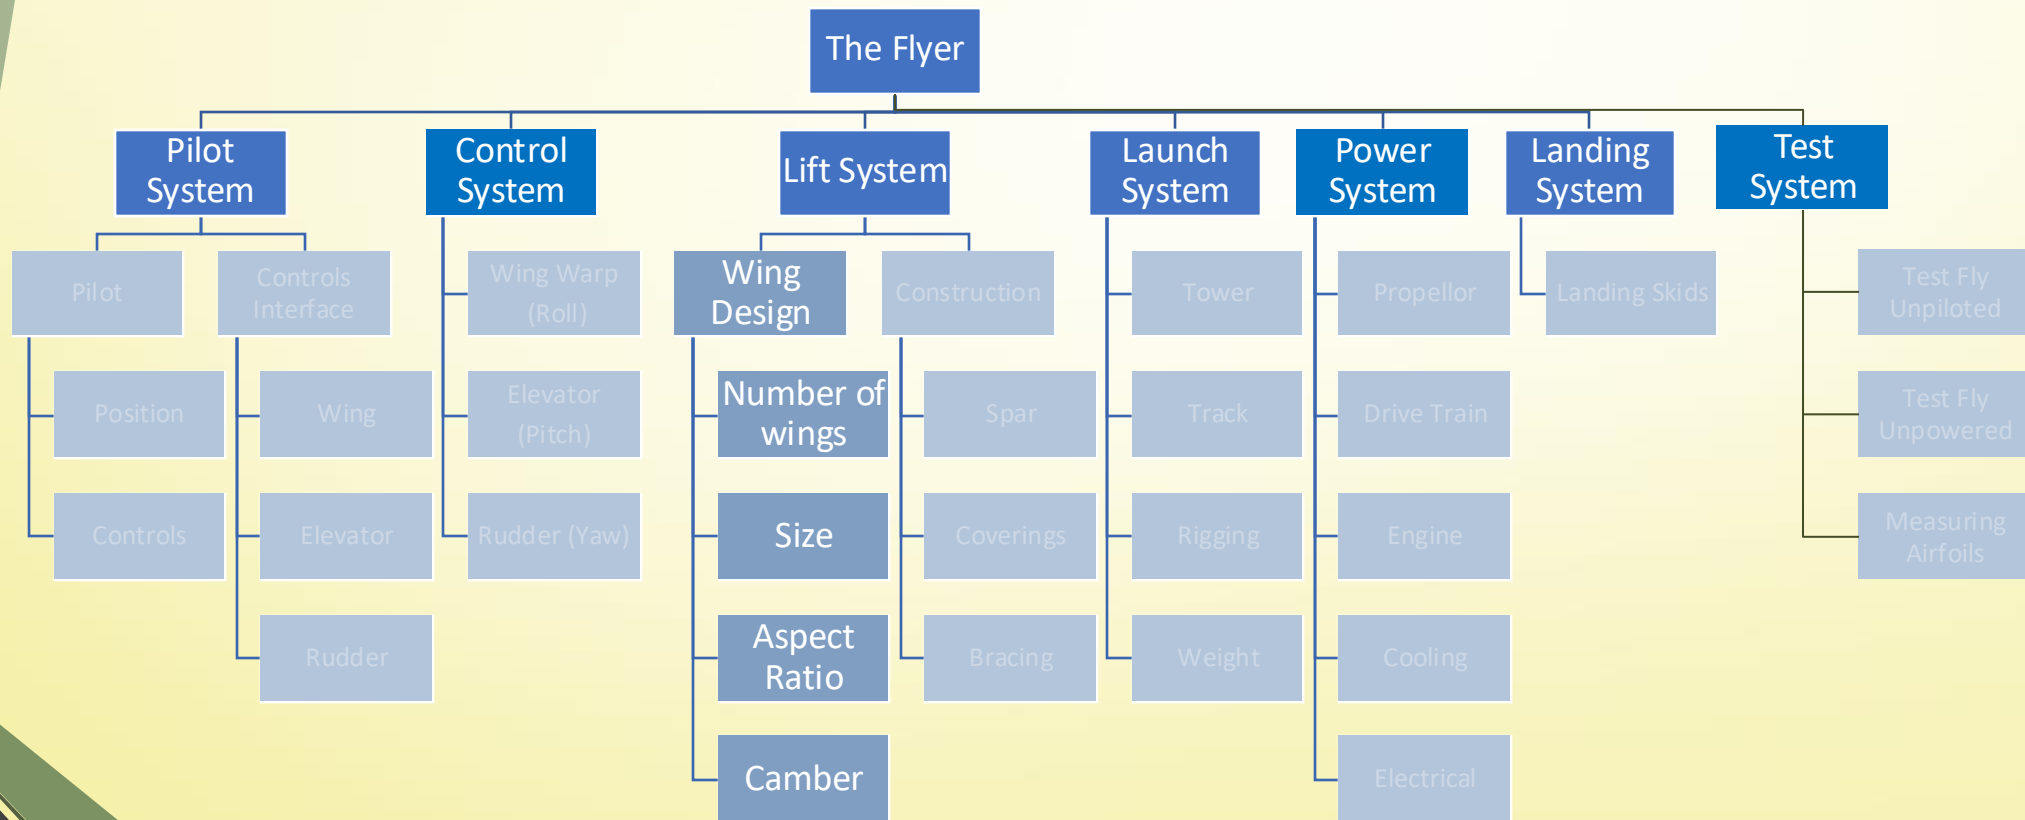 The Flyer
Pilot
System
Control
System
Lift System
Launch
System
Power
System
Landing
System
Test
System
Pilot
Controls
Interface
Wing Warp
(Roll)
Wing
Design
Construction
Tower
Propellor
Landing Skids
Test Fly
Unpiloted
Position
Wing
Elevator
(Pitch)
Number of
wings
Spar
Track
Drive Train
Test Fly
Unpowered
Controls
Elevator
Rudder (Yaw)
Size
Coverings
Rigging
Engine
Measuring
Airfoils
Rudder
Aspect
Ratio
Bracing
Weight
Cooling
Camber
Electrical